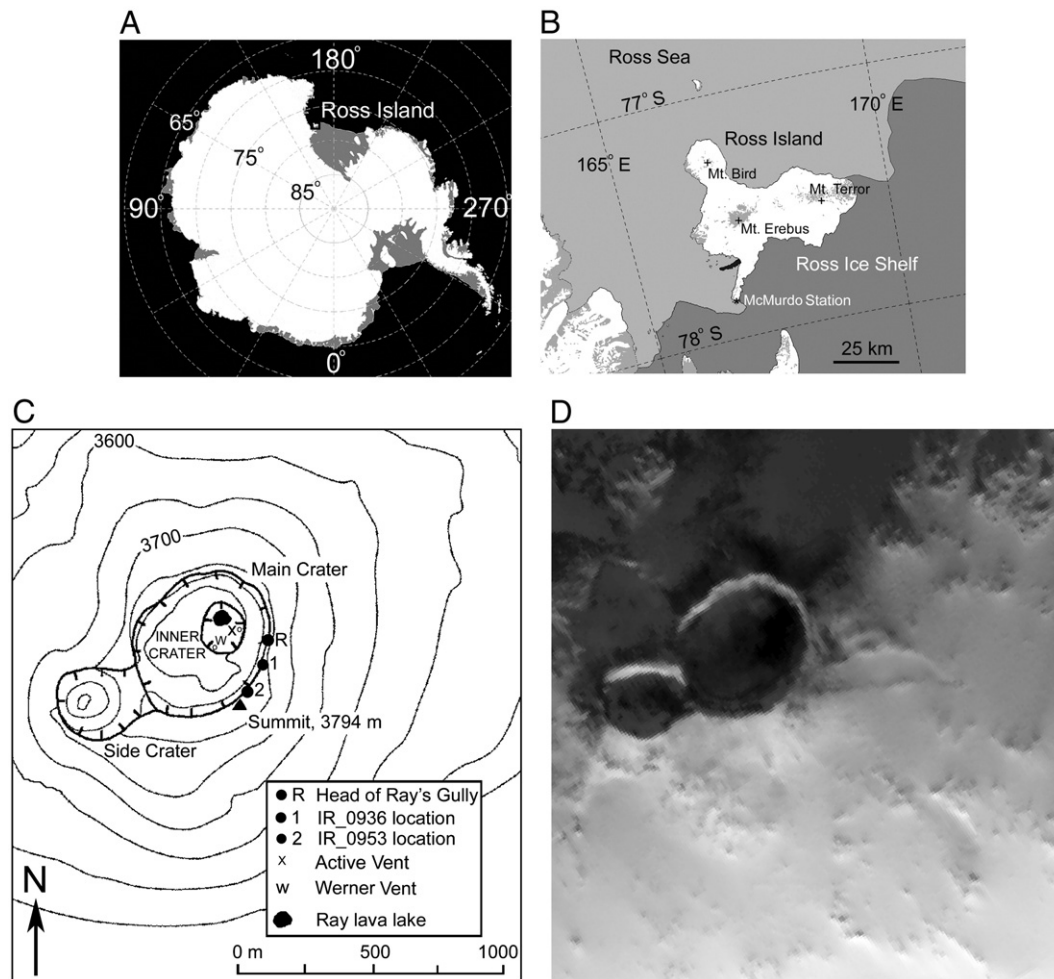 A
180°
Ross Island
65°
75°
85°
90°
270°
0°
B
Ross Sea
77° S
170° E
165° E
Ross Island
Mt. Bird
Mt. Terror
Mt. Erebus
Ross Ice Shelf
McMurdo Station
78° S
25 km
C
3600
3700
Main Crater
INNER
CRATER
X
W
R
1
2
Summit, 3794 m
Side Crater
R Head of Ray's Gully
1 IR_0936 location
2 IR_0953 location
X Active Vent
W Werner Vent
Ray lava lake
N
0 m 500 1000
D